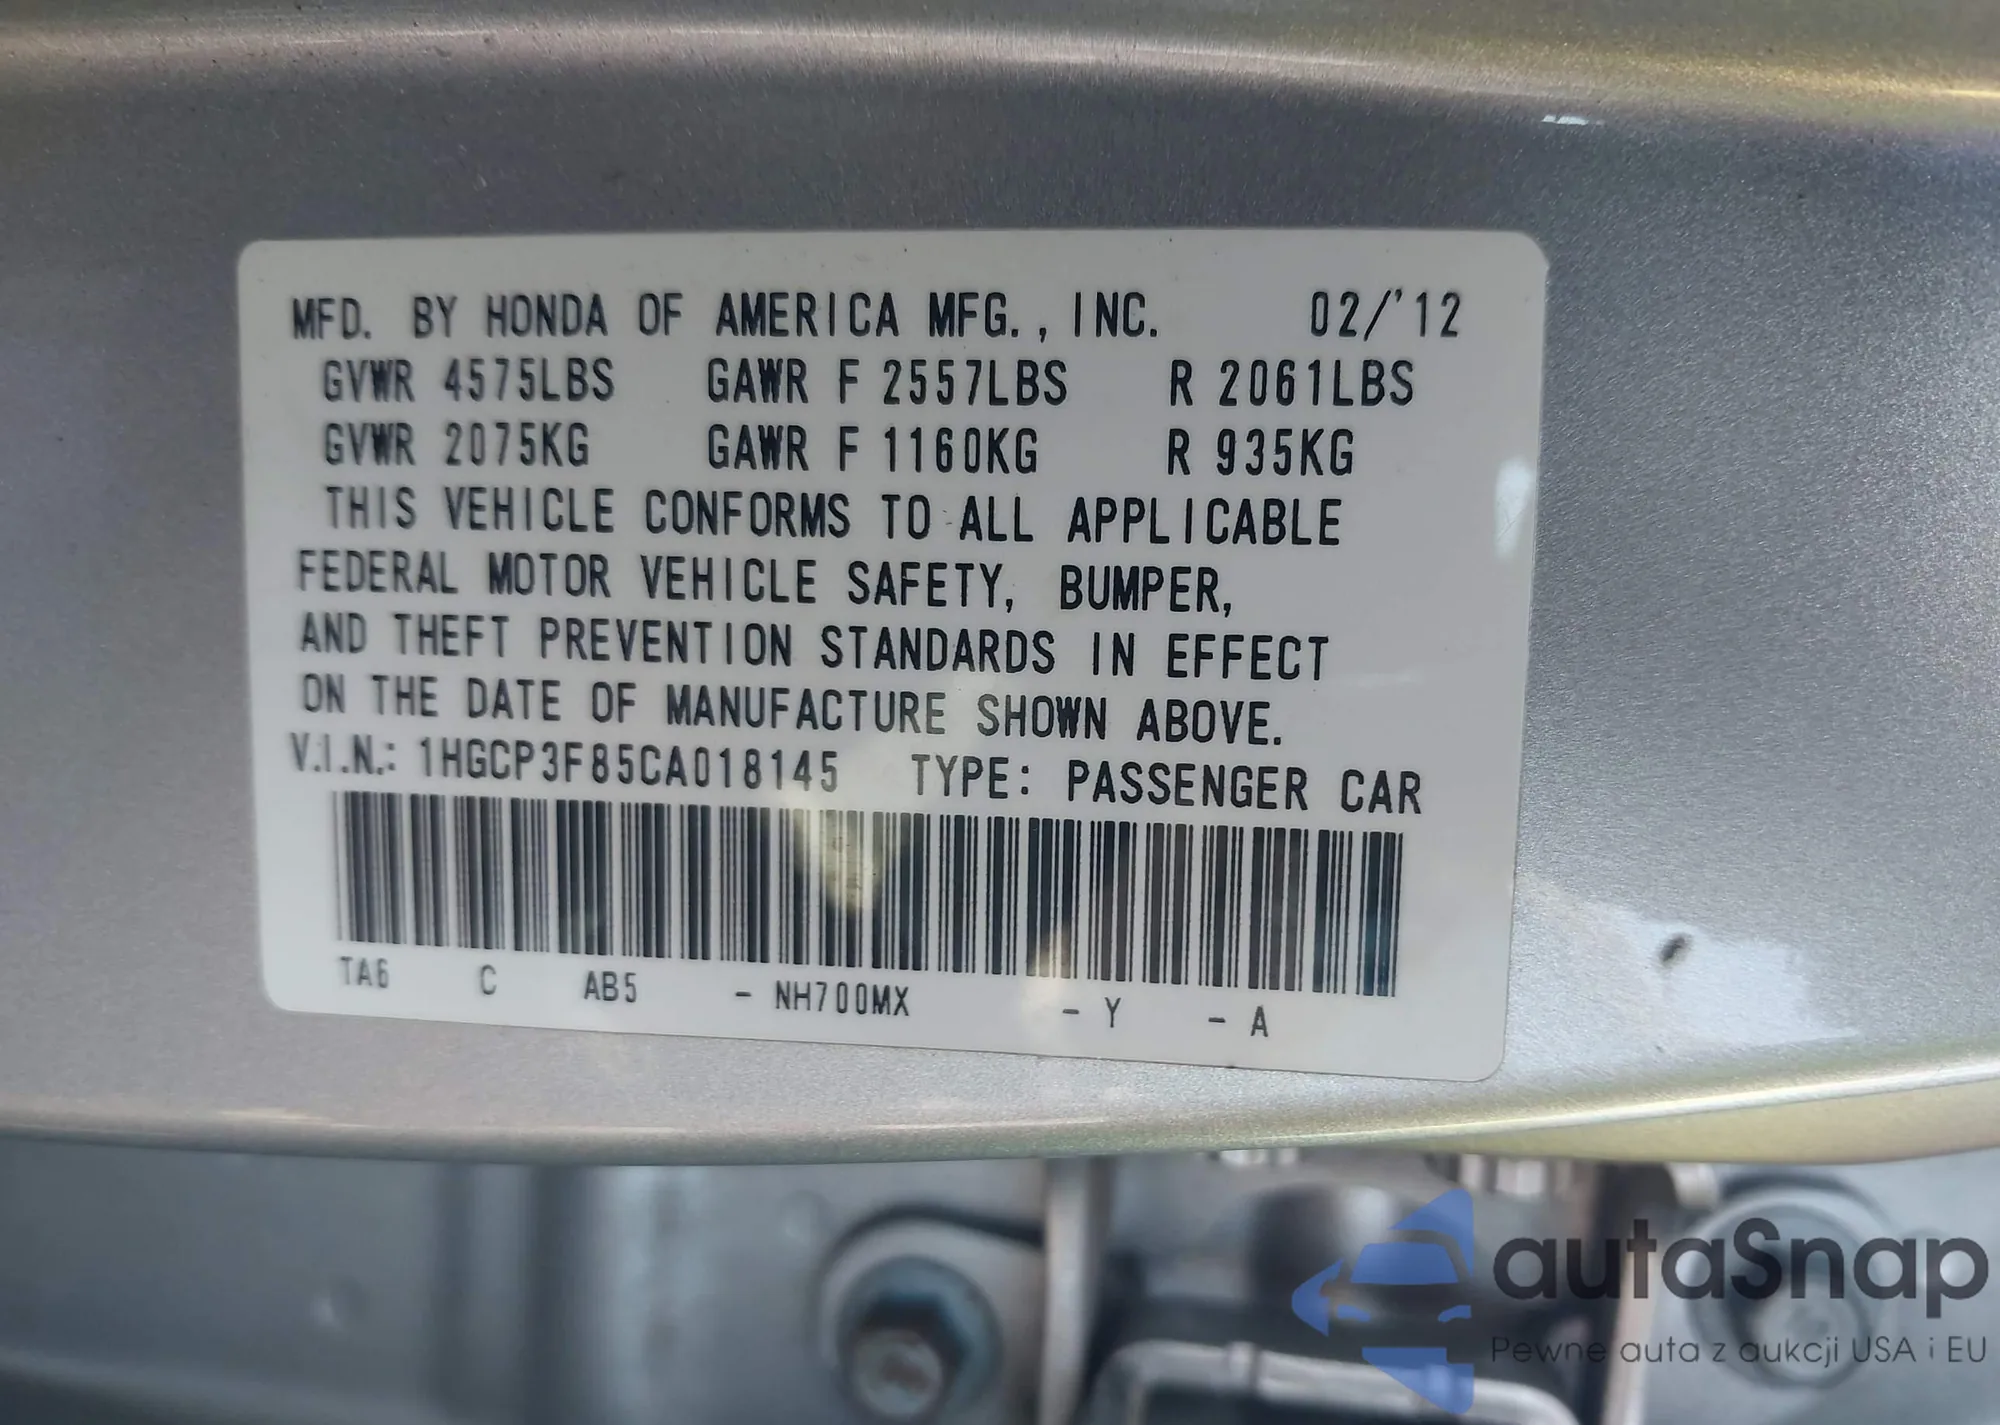 MFD. BY HONDA OF AMERICA MFG., INC. 02/'12
GVWR 4575LBS GAWR F 2557LBS R 2061LBS
GVWR 2075KG GAWR F 1160KG R 935KG
THIS VEHICLE CONFORMS TO ALL APPLICABLE
FEDERAL MOTOR VEHICLE SAFETY, BUMPER,
AND THEFT PREVENTION STANDARDS IN EFFECT
ON THE DATE OF MANUFACTURE SHOWN ABOVE.
V.I.N.: 1HGCP3F85CA018145 TYPE: PASSENGER CAR
TA6 C AB5 - NH700MX - Y - A
autaSnap
Pewne auta z aukcji USA i EU